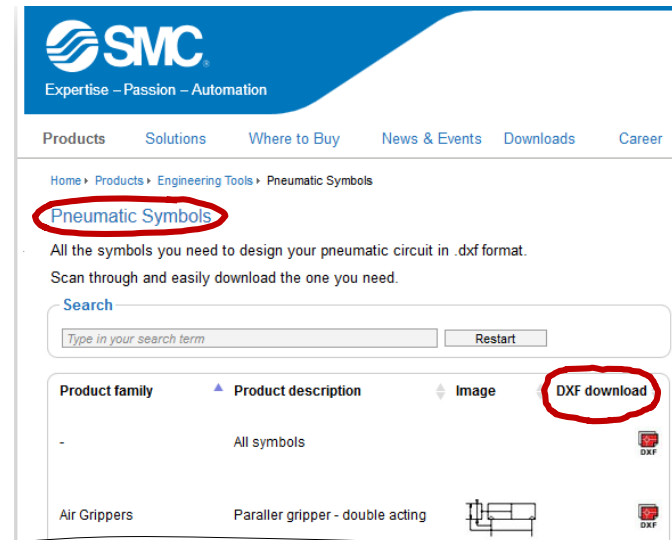 SMC
Expertise – Passion – Automation
Products Solutions Where to Buy News & Events Downloads Career
Home Products Engineering Tools Pneumatic Symbols
Pneumatic Symbols
All the symbols you need to design your pneumatic circuit in .dxf format.
Scan through and easily download the one you need.
Search
Type in your search term Restart
Product family Product description Image DXF download
- All symbols DXF
Air Grippers Paraller gripper - double acting DXF